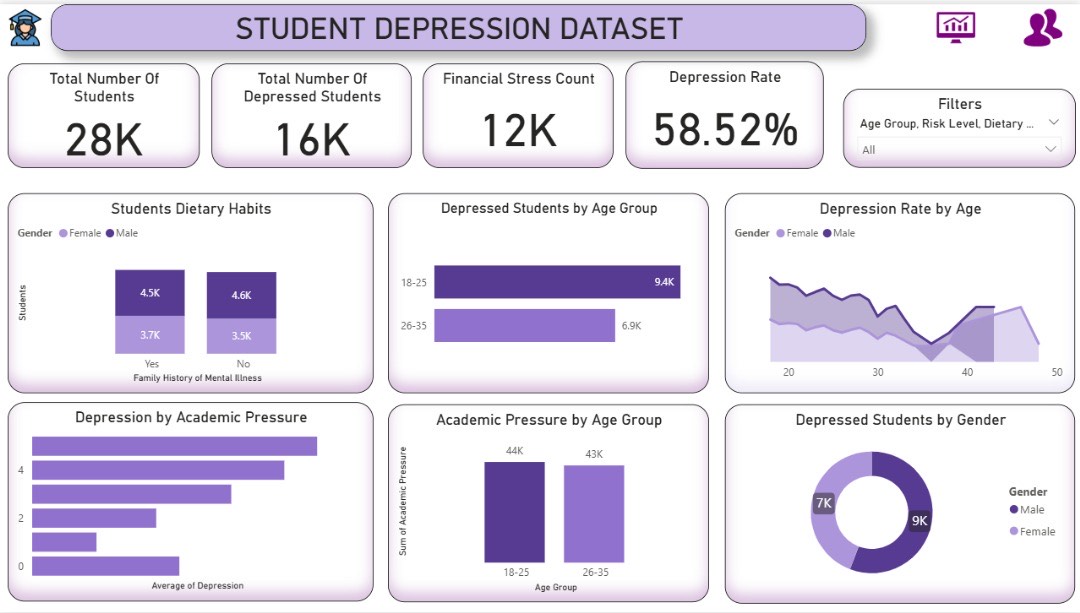 STUDENT DEPRESSION DATASET
Total Number Of
Students
28K
Total Number Of
Depressed Students
16K
Financial Stress Count
12K
Depression Rate
58.52%
Filters
Age Group, Risk Level, Dietary ...
All
Students Dietary Habits
Gender Female Male
Students
4.5K
4.6K
3.7K
3.5K
Yes
No
Family History of Mental Illness
Depressed Students by Age Group
18-25
9.4K
26-35
6.9K
Depression Rate by Age
Gender Female Male
20
30
40
50
Depression by Academic Pressure
4
2
0
Average of Depression
Academic Pressure by Age Group
Sum of Academic Pressure
44K
43K
18-25
26-35
Age Group
Depressed Students by Gender
7K
9K
Gender
Male
Female